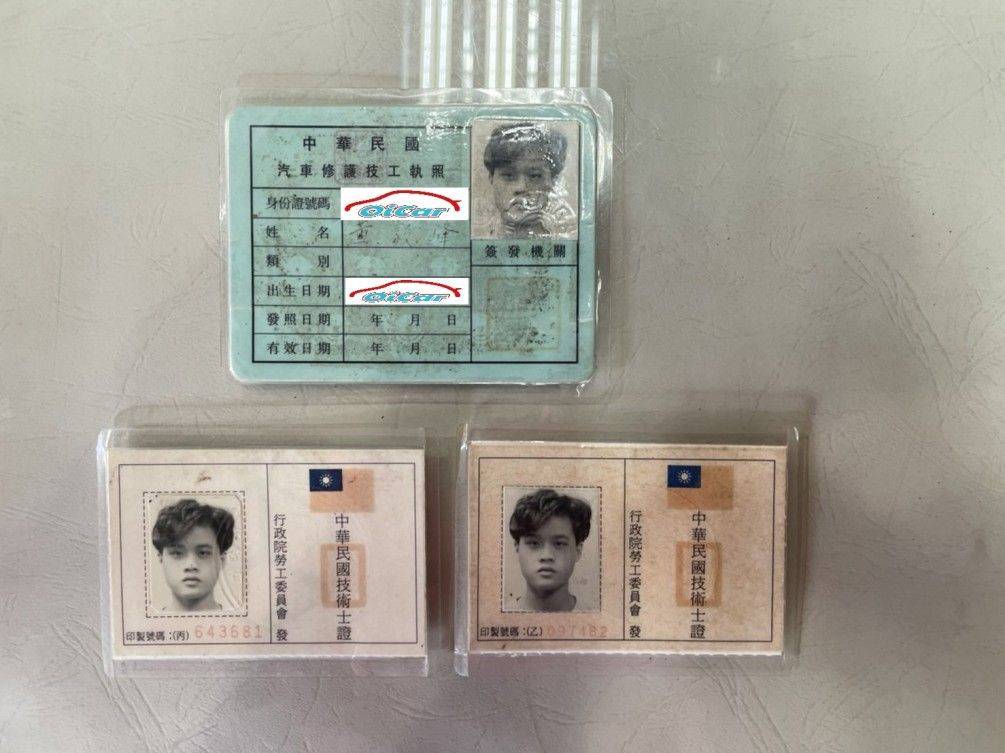 中華民國
汽車修護技工執照
身份證號碼 QiCar
姓名
類別
出生日期 QiCar
發照日期 年 月 日
有效日期 年 月 日
簽發機關
中華民國技術士證
行政院勞工委員會 發
印製號碼:(丙) 643681
中華民國技術士證
行政院勞工委員會 發
印製號碼:(乙) 097182